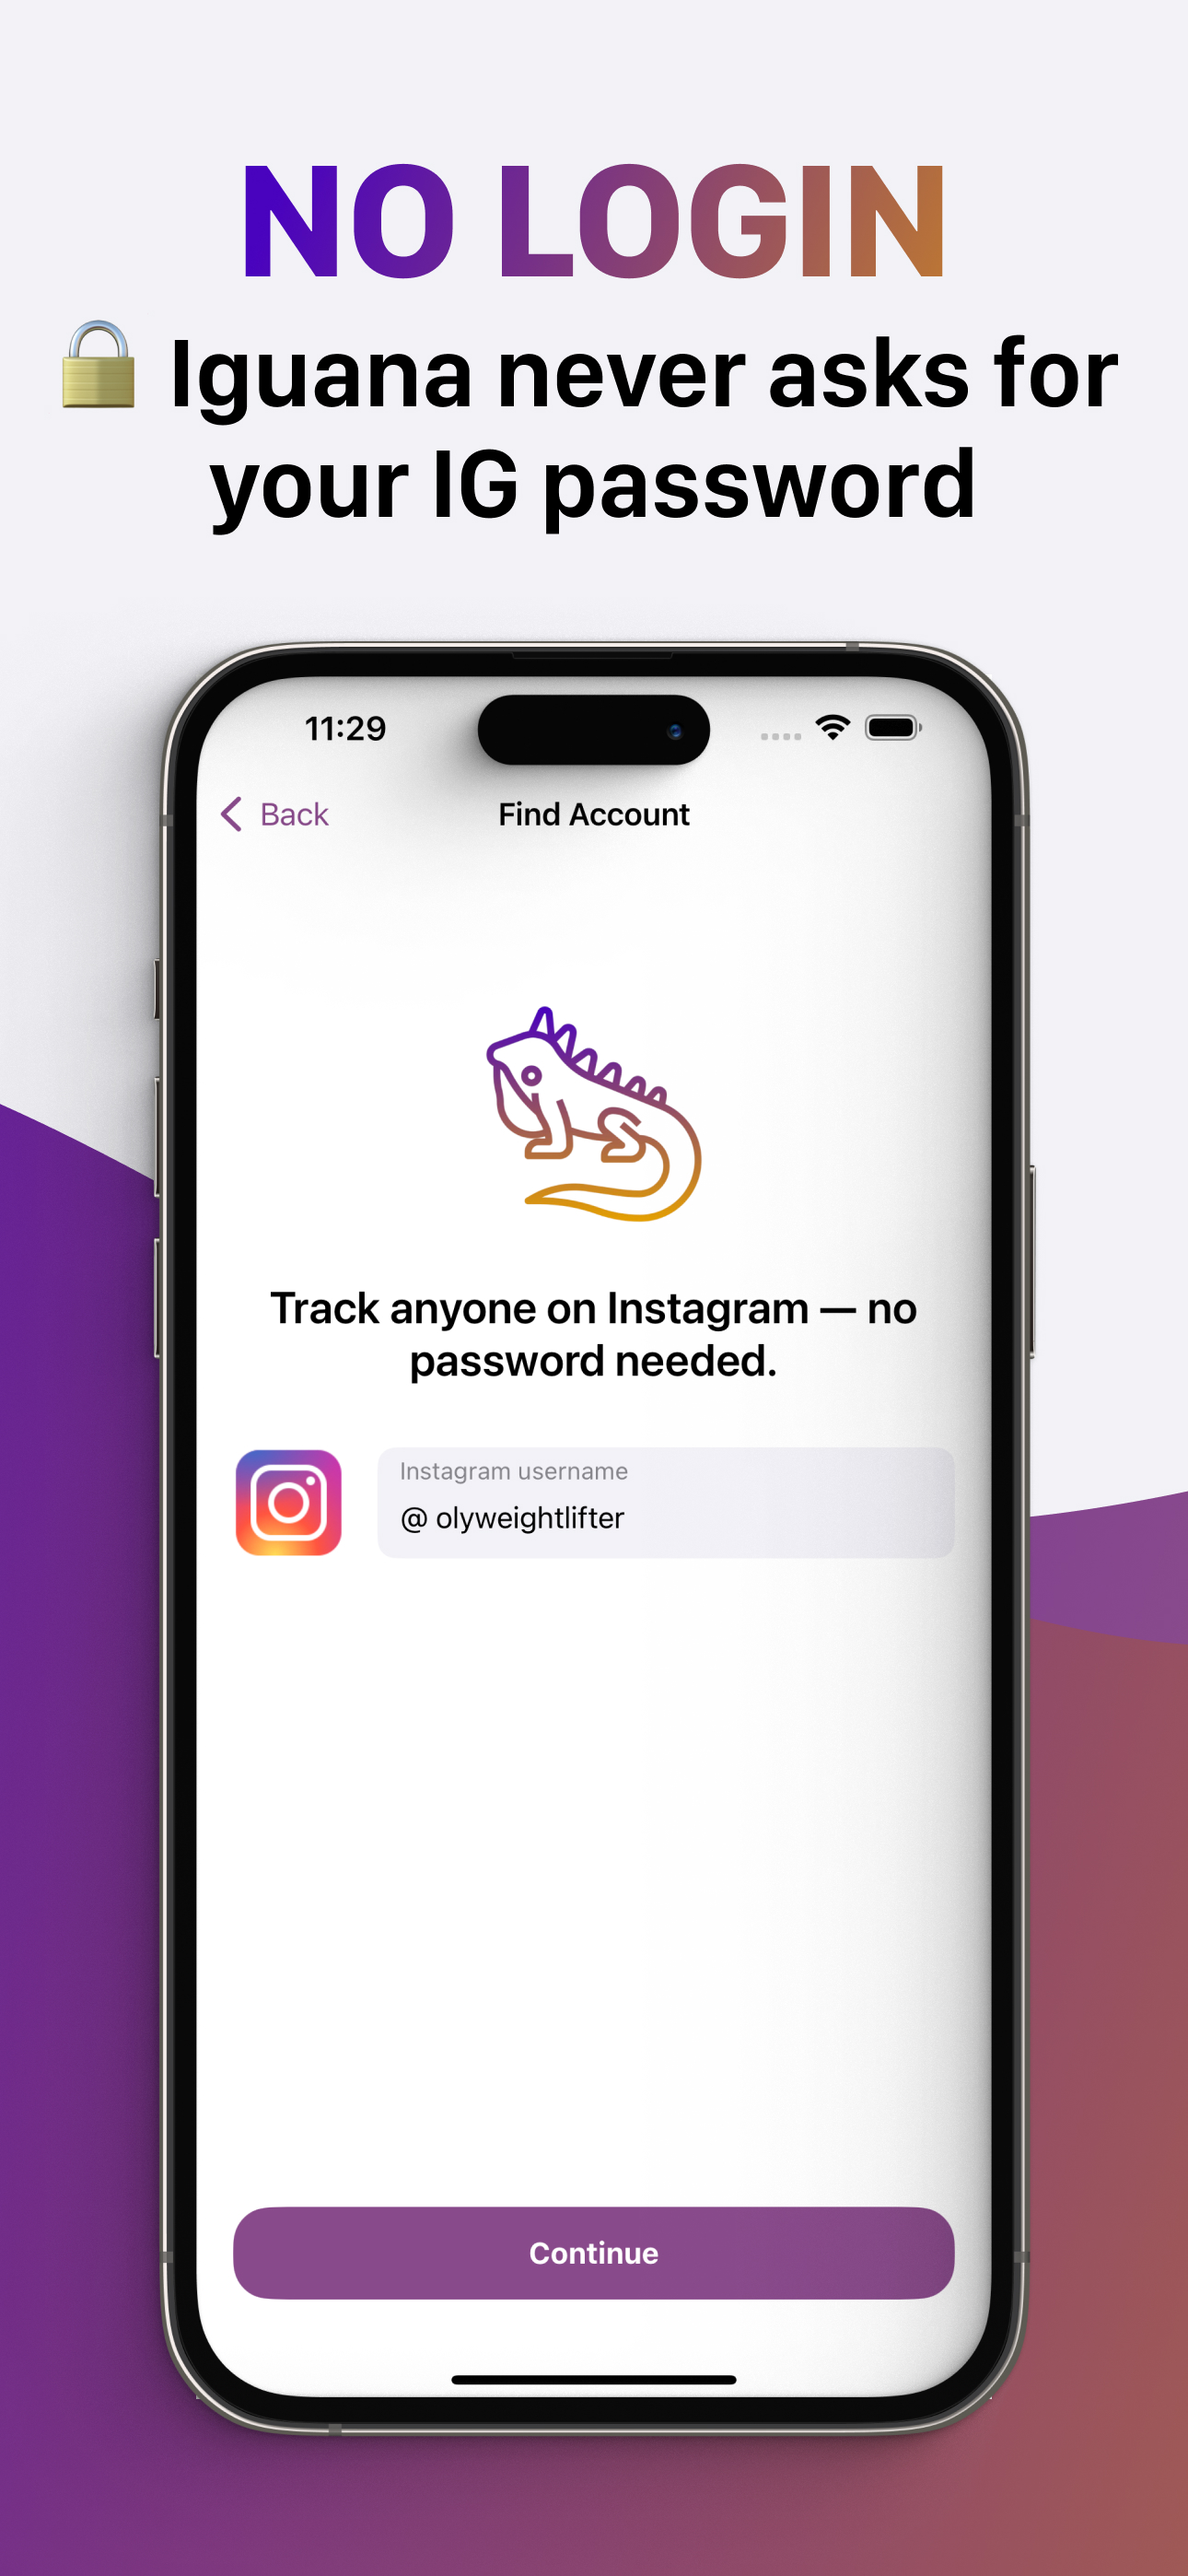 NO LOGIN
🔒 Iguana never asks for
your IG password
11:29
Back
Find Account
Track anyone on Instagram — no
password needed.
Instagram username
@ olyweightlifter
Continue